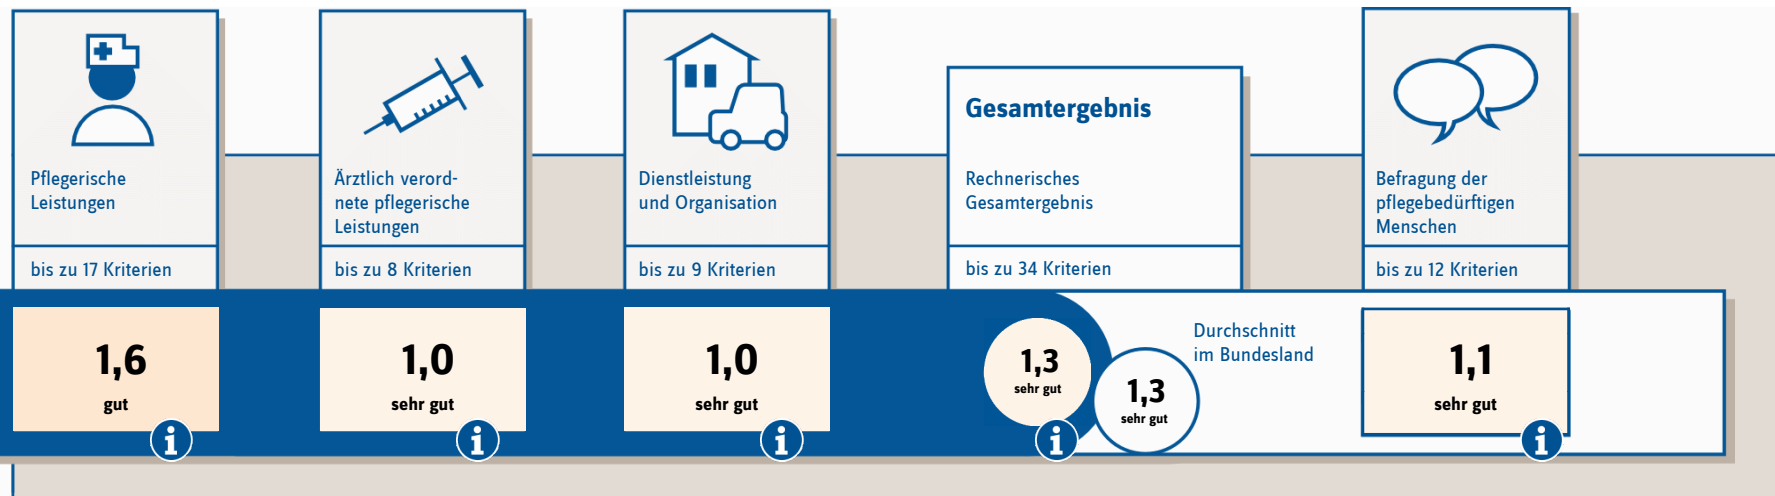 Pflegerische
Leistungen
bis zu 17 Kriterien
1,6
gut
Ärztlich verord-
nete pflegerische
Leistungen
bis zu 8 Kriterien
1,0
sehr gut
Dienstleistung
und Organisation
bis zu 9 Kriterien
1,0
sehr gut
Gesamtergebnis
Rechnerisches
Gesamtergebnis
bis zu 34 Kriterien
1,3
sehr gut
1,3
sehr gut
Durchschnitt
im Bundesland
Befragung der
pflegebedürftigen
Menschen
bis zu 12 Kriterien
1,1
sehr gut